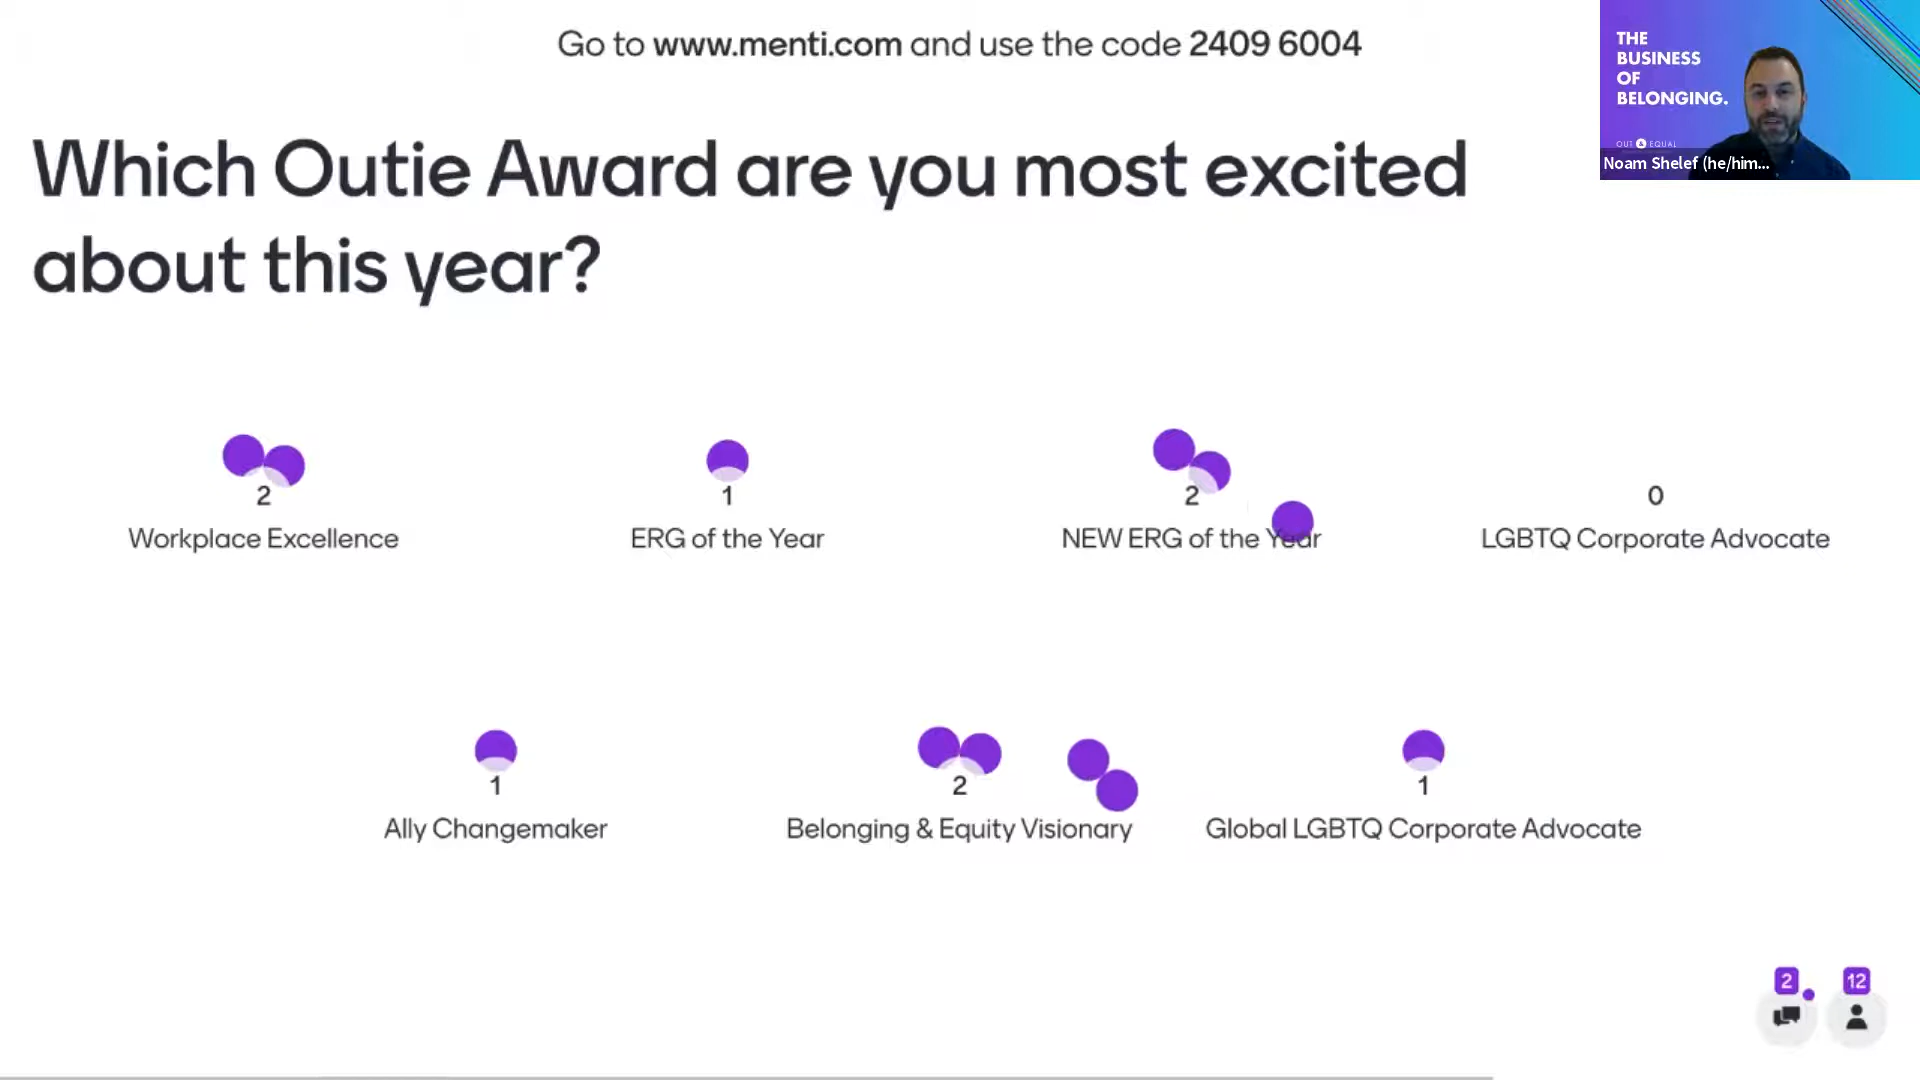 Go to www.menti.com and use the code 2409 6004
THE
BUSINESS
OF
BELONGING.
OUT & EQUAL
Noam Shelef (he/him...
Which Outie Award are you most excited
about this year?
2
Workplace Excellence
1
ERG of the Year
2
NEW ERG of the Year
0
LGBTQ Corporate Advocate
1
Ally Changemaker
2
Belonging & Equity Visionary
1
Global LGBTQ Corporate Advocate
2
12